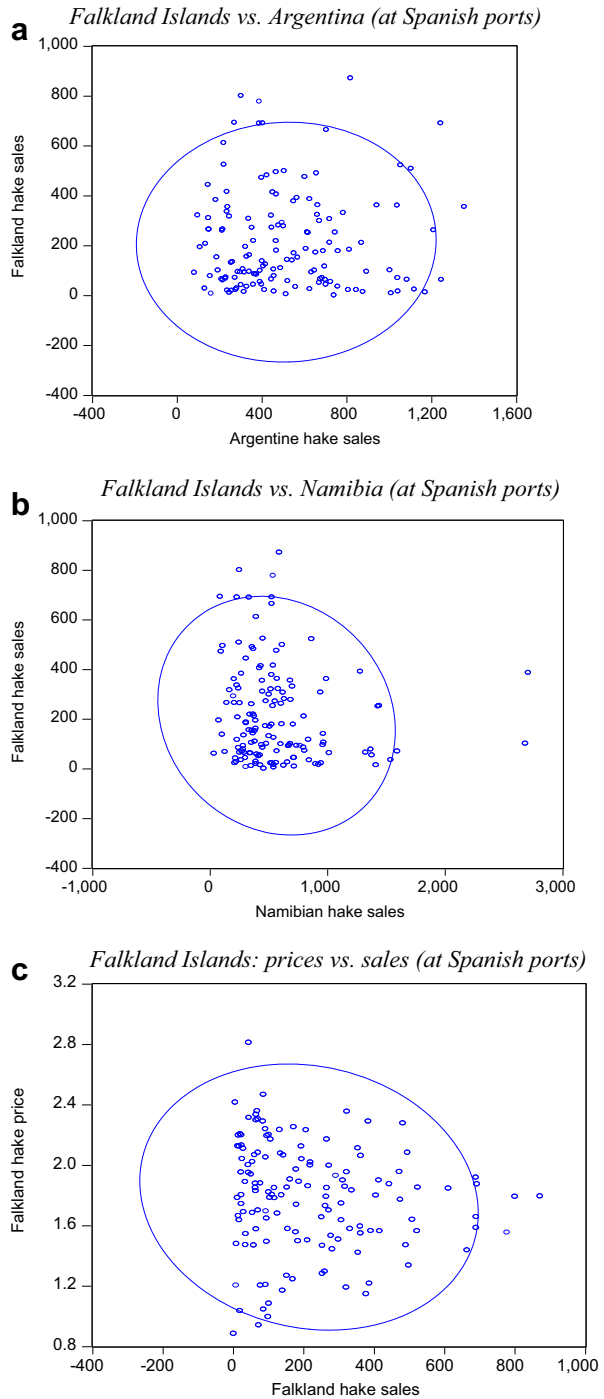 a
Falkland Islands vs. Argentina (at Spanish ports)
1,000
800
600
400
200
0
-200
-400
Falkland hake sales
-400 0 400 800 1,200 1,600
Argentine hake sales
b
Falkland Islands vs. Namibia (at Spanish ports)
1,000
800
600
400
200
0
-200
-400
Falkland hake sales
-1,000 0 1,000 2,000 3,000
Namibian hake sales
c
Falkland Islands: prices vs. sales (at Spanish ports)
3.2
2.8
2.4
2.0
1.6
1.2
0.8
Falkland hake price
-400 -200 0 200 400 600 800 1,000
Falkland hake sales